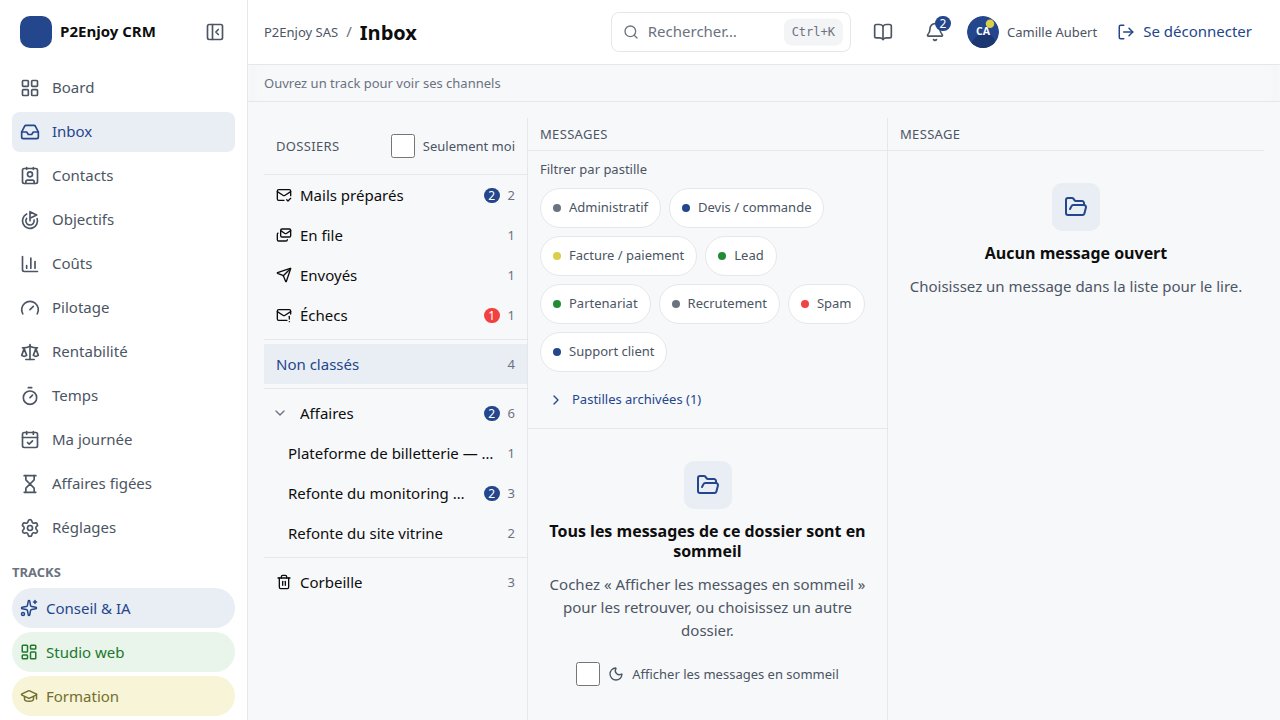 P2Enjoy CRM
Board
Inbox
Contacts
Objectifs
Coûts
Pilotage
Rentabilité
Temps
Ma journée
Affaires figées
Réglages
TRACKS
Conseil & IA
Studio web
Formation
P2Enjoy SAS / Inbox
Rechercher... Ctrl+K
2
CA Camille Aubert
Se déconnecter
Ouvrez un track pour voir ses channels
DOSSIERS Seulement moi
Mails préparés 2 2
En file 1
Envoyés 1
Échecs 1 1
Non classés 4
Affaires 2 6
Plateforme de billetterie — ... 1
Refonte du monitoring ... 2 3
Refonte du site vitrine 2
Corbeille 3
MESSAGES
Filtrer par pastille
Administratif Devis / commande
Facture / paiement Lead
Partenariat Recrutement Spam
Support client
Pastilles archivées (1)
Tous les messages de ce dossier sont en
sommeil
Cochez « Afficher les messages en sommeil »
pour les retrouver, ou choisissez un autre
dossier.
Afficher les messages en sommeil
MESSAGE
Aucun message ouvert
Choisissez un message dans la liste pour le lire.